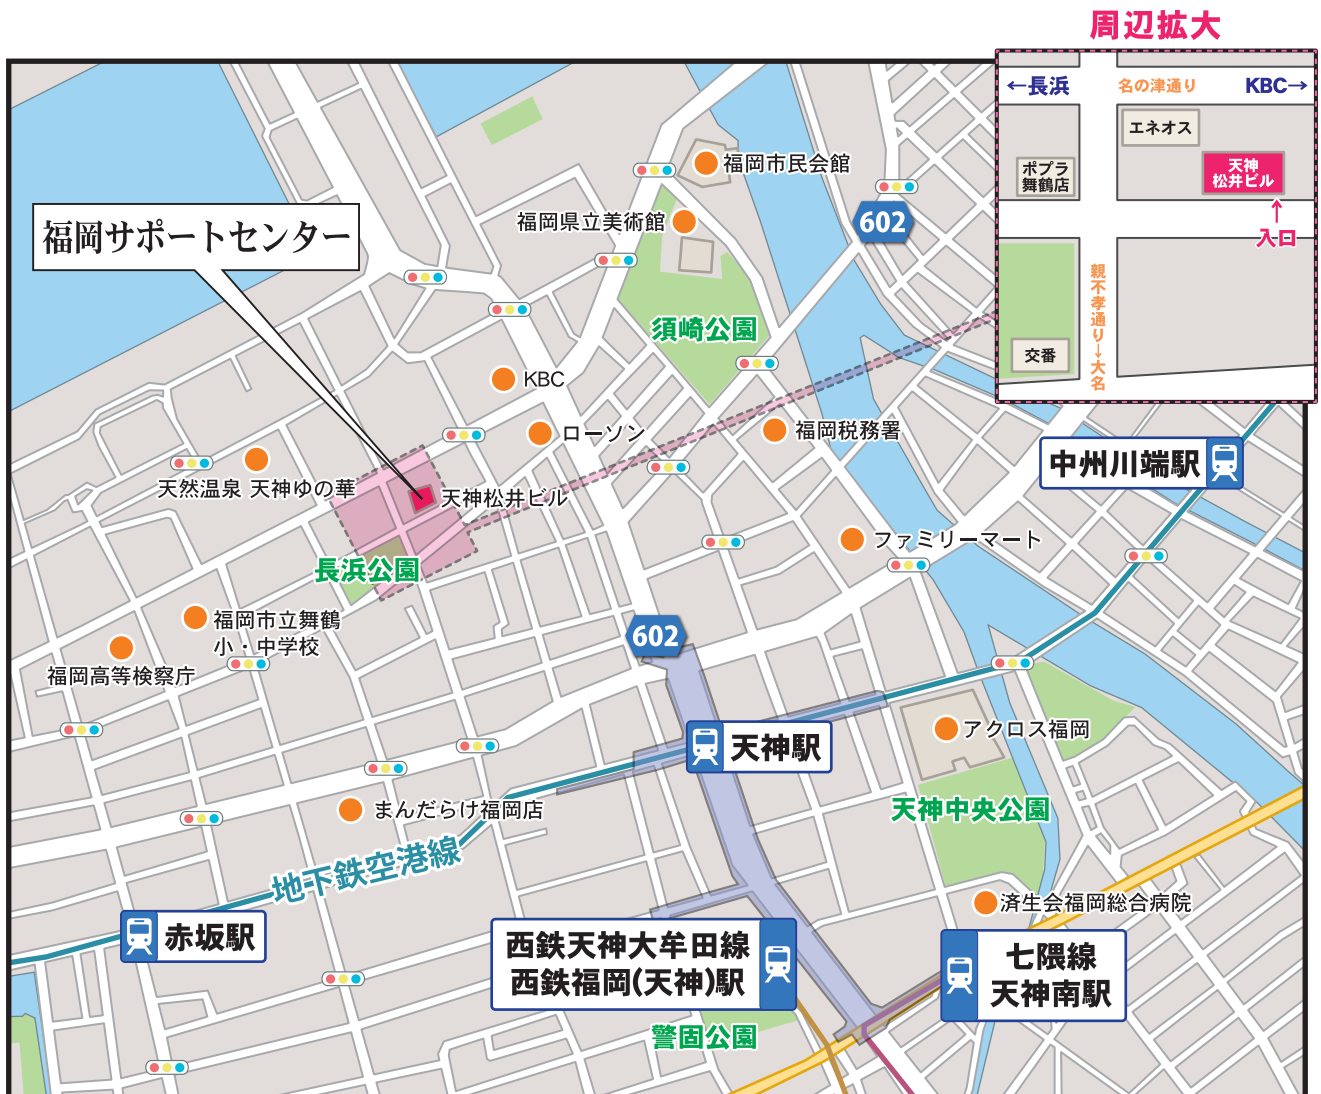 周辺拡大
←長浜
名の津通り
KBC→
エネオス
ポプラ
舞鶴店
天神
松井ビル
↑
入口
親不孝通り→大名
交番
福岡市民会館
福岡県立美術館
602
福岡サポートセンター
須崎公園
KBC
ローソン
福岡税務署
中州川端駅
天然温泉 天神ゆの華
天神松井ビル
ファミリーマート
長浜公園
福岡市立舞鶴
小・中学校
602
福岡高等検察庁
アクロス福岡
天神駅
まんだらけ福岡店
天神中央公園
地下鉄空港線
済生会福岡総合病院
赤坂駅
西鉄天神大牟田線
西鉄福岡(天神)駅
七隈線
天神南駅
警固公園